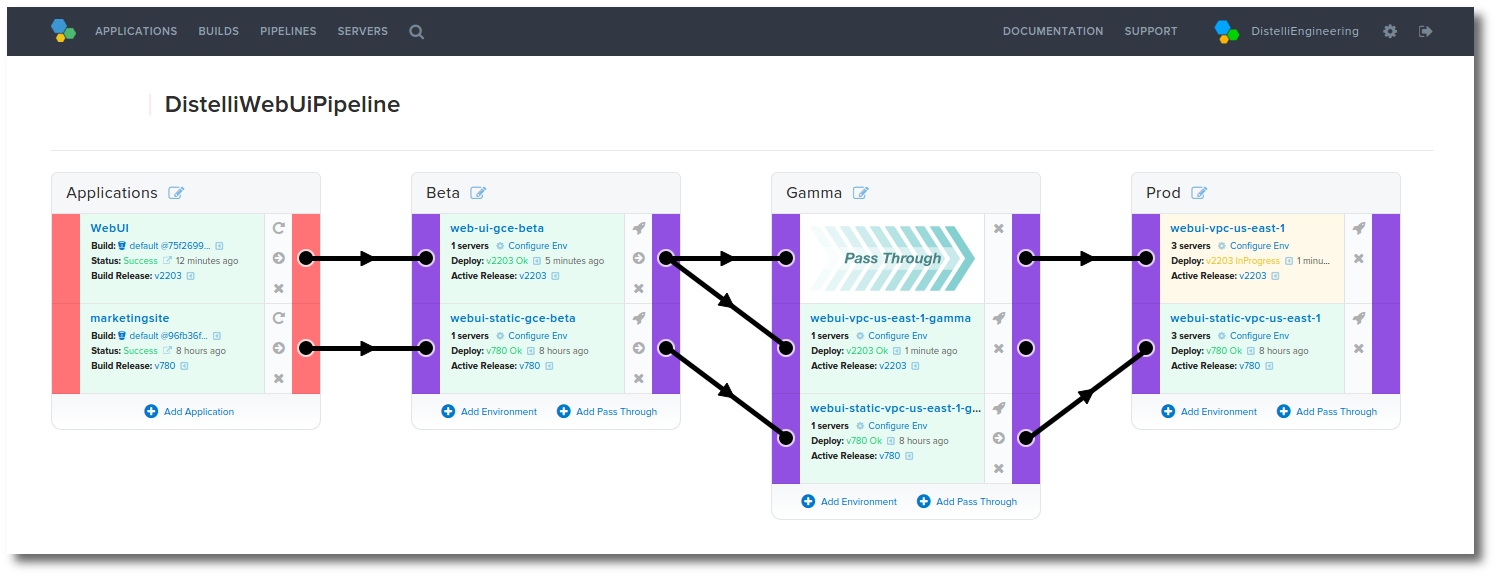 APPLICATIONS BUILDS PIPELINES SERVERS DOCUMENTATION SUPPORT DistelliEngineering
DistelliWebUiPipeline
Applications
WebUI
Build: default @75f2699...
Status: Success 12 minutes ago
Build Release: v2203
marketingsite
Build: default @96fb36f...
Status: Success 8 hours ago
Build Release: v780
Add Application
Beta
web-ui-gce-beta
1 servers Configure Env
Deploy: v2203 Ok 5 minutes ago
Active Release: v2203
webui-static-gce-beta
1 servers Configure Env
Deploy: v780 Ok 8 hours ago
Active Release: v780
Add Environment Add Pass Through
Gamma
Pass Through
webui-vpc-us-east-1-gamma
1 servers Configure Env
Deploy: v2203 Ok 1 minute ago
Active Release: v2203
webui-static-vpc-us-east-1-g...
1 servers Configure Env
Deploy: v780 Ok 8 hours ago
Active Release: v780
Add Environment Add Pass Through
Prod
webui-vpc-us-east-1
3 servers Configure Env
Deploy: v2203 InProgress 1 minu...
Active Release: v2203
webui-static-vpc-us-east-1
3 servers Configure Env
Deploy: v780 Ok 8 hours ago
Active Release: v780
Add Environment Add Pass Through